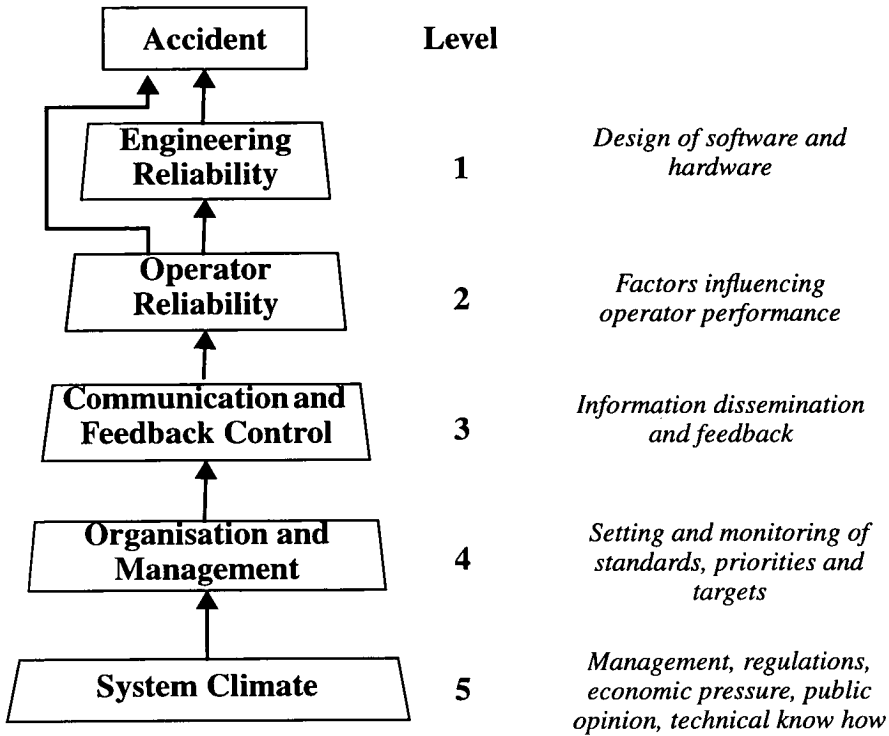 Accident
Level
Engineering
Reliability
1
Design of software and
hardware
Operator
Reliability
2
Factors influencing
operator performance
Communication and
Feedback Control
3
Information dissemination
and feedback
Organisation and
Management
4
Setting and monitoring of
standards, priorities and
targets
System Climate
5
Management, regulations,
economic pressure, public
opinion, technical know how